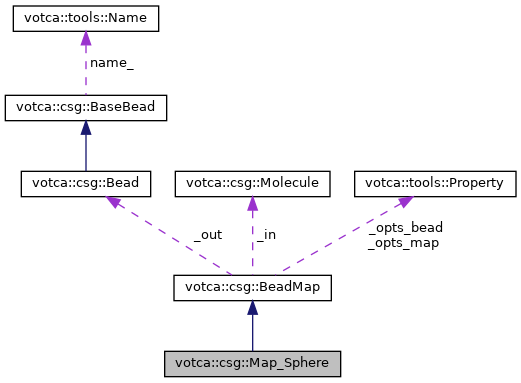 votca::tools::Name
name_
votca::csg::BaseBead
votca::csg::Bead
votca::csg::Molecule
votca::tools::Property
_out
_in
_opts_bead
_opts_map
votca::csg::BeadMap
votca::csg::Map_Sphere